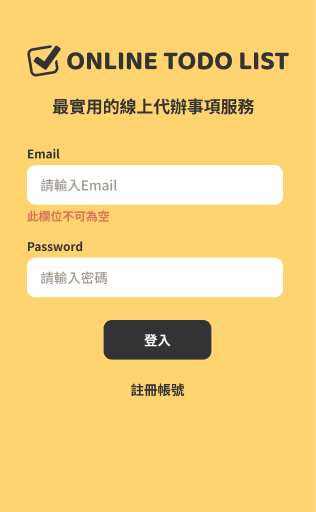 ONLINE TODO LIST
最實用的線上代辦事項服務
Email
請輸入Email
此欄位不可為空
Password
請輸入密碼
登入
註冊帳號